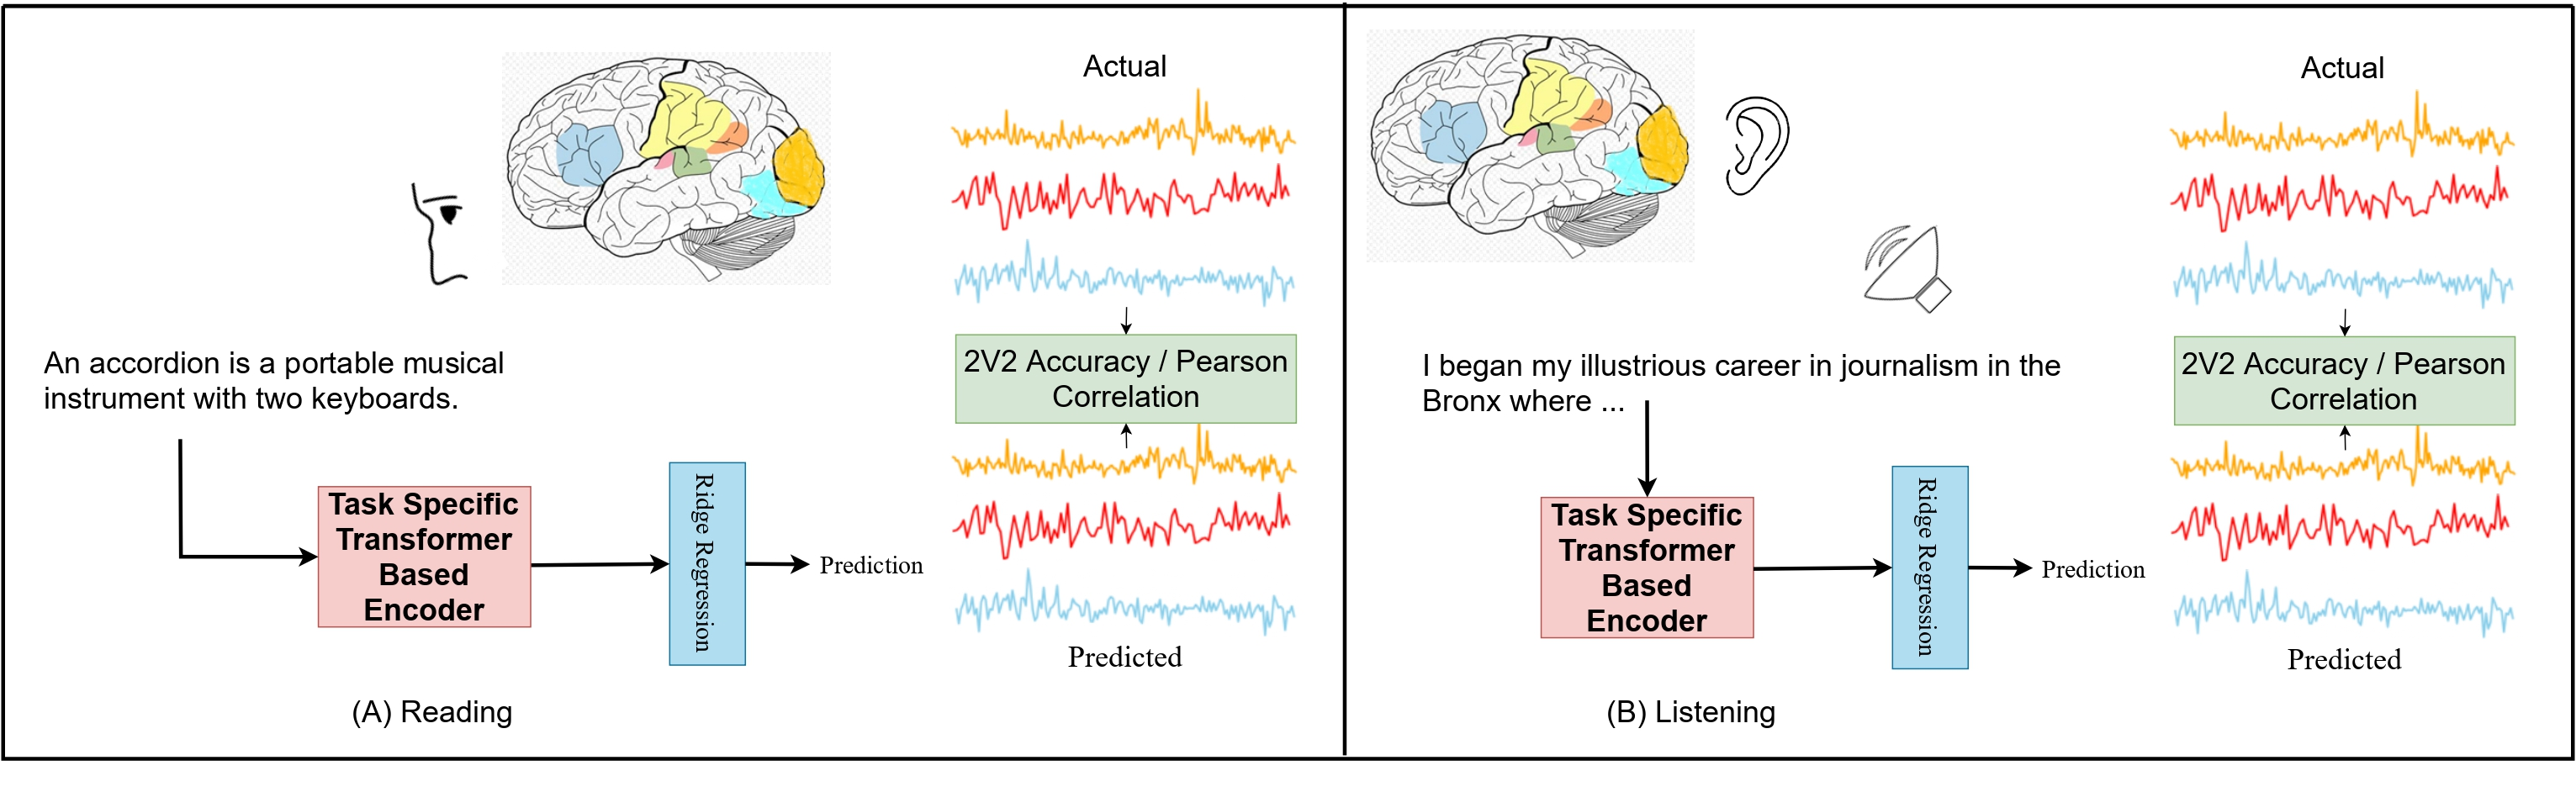 Actual
An accordion is a portable musical
instrument with two keyboards.
2V2 Accuracy / Pearson
Correlation
Task Specific
Transformer
Based
Encoder
Ridge Regression
Prediction
Predicted
(A) Reading
Actual
I began my illustrious career in journalism in the
Bronx where ...
2V2 Accuracy / Pearson
Correlation
Task Specific
Transformer
Based
Encoder
Ridge Regression
Prediction
Predicted
(B) Listening